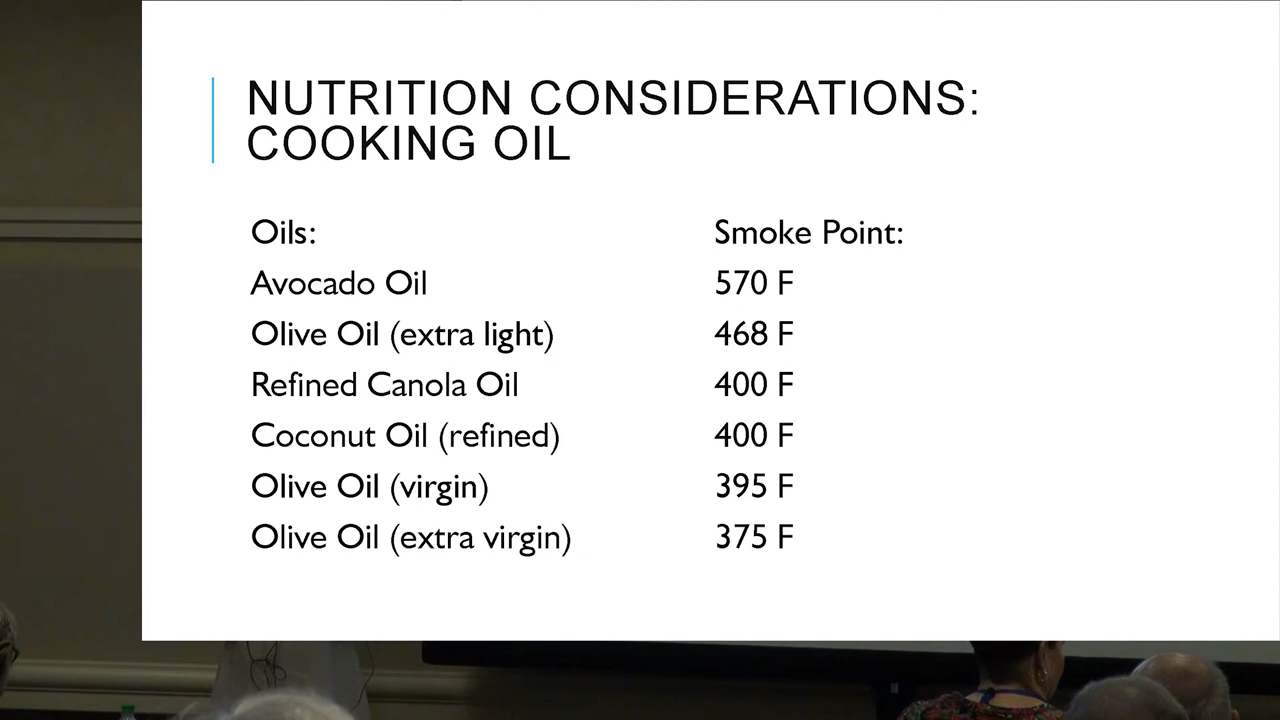 NUTRITION CONSIDERATIONS:
COOKING OIL
Oils: Smoke Point:
Avocado Oil 570 F
Olive Oil (extra light) 468 F
Refined Canola Oil 400 F
Coconut Oil (refined) 400 F
Olive Oil (virgin) 395 F
Olive Oil (extra virgin) 375 F